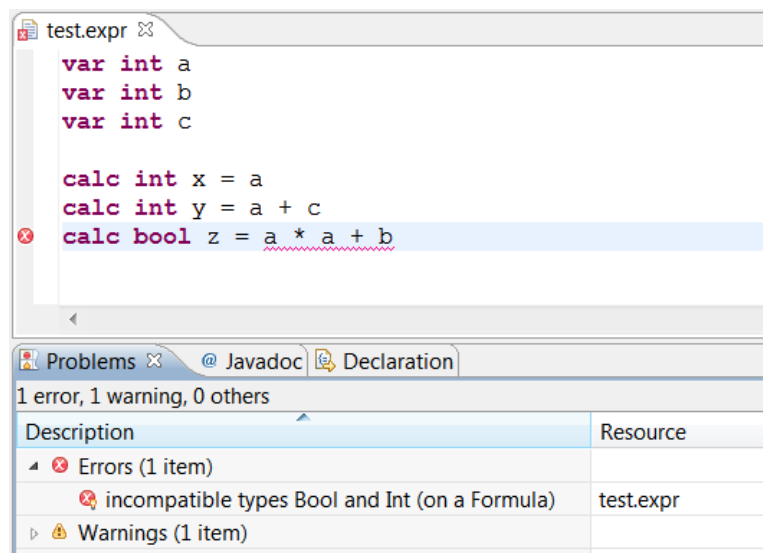 test.expr
var int a
var int b
var int c
calc int x = a
calc int y = a + c
calc bool z = a * a + b
Problems @ Javadoc Declaration
1 error, 1 warning, 0 others
Description Resource
Errors (1 item)
incompatible types Bool and Int (on a Formula) test.expr
Warnings (1 item)